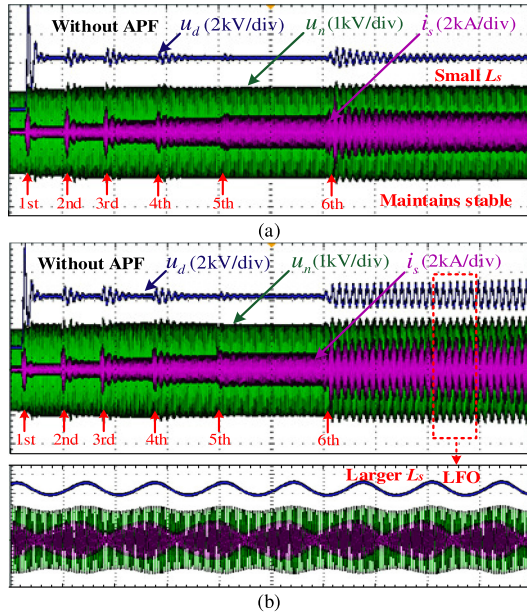 Without APF
u_d (2kV/div)
u_n (1kV/div)
i_s (2kA/div)
Small L_s
1st
2nd
3rd
4th
5th
6th
Maintains stable
(a)
Without APF
u_d (2kV/div)
u_n (1kV/div)
i_s (2kA/div)
1st
2nd
3rd
4th
5th
6th
Larger L_s
LFO
(b)